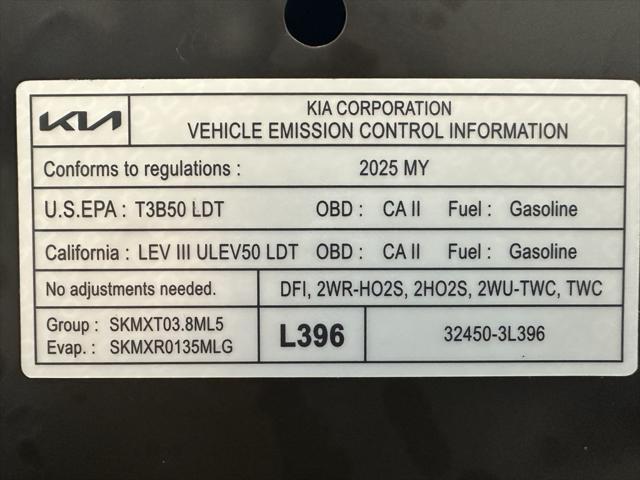 KIA KIA CORPORATION
VEHICLE EMISSION CONTROL INFORMATION
Conforms to regulations : 2025 MY
U.S.EPA : T3B50 LDT OBD : CA II Fuel : Gasoline
California : LEV III ULEV50 LDT OBD : CA II Fuel : Gasoline
No adjustments needed. DFI, 2WR-HO2S, 2HO2S, 2WU-TWC, TWC
Group : SKMXT03.8ML5
Evap. : SKMXR0135MLG
L396
32450-3L396